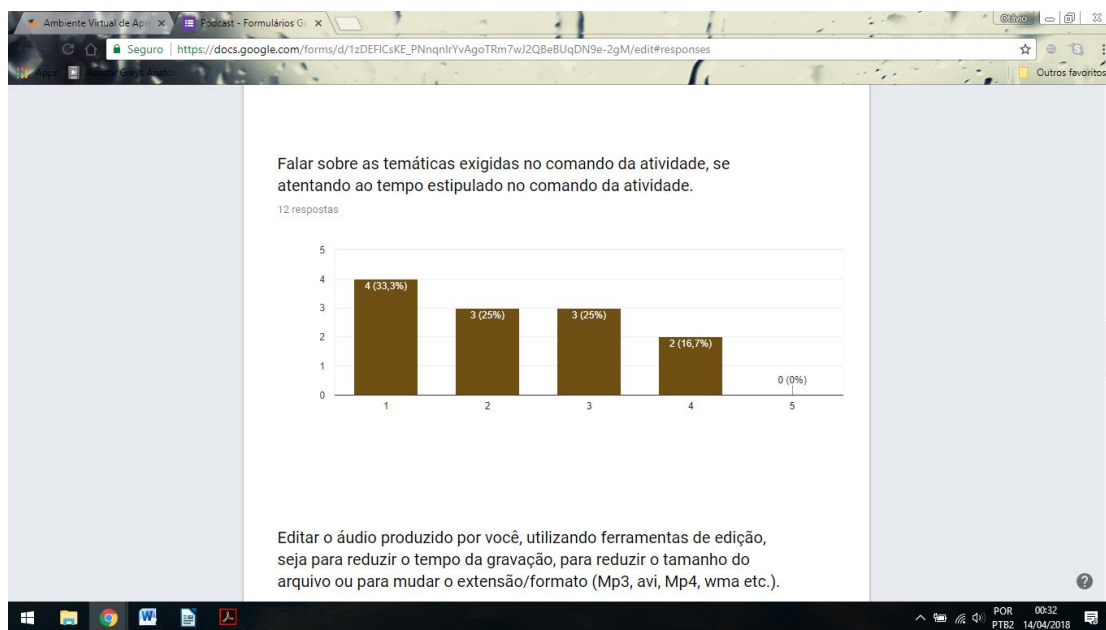 Ambiente Virtual de Apr
Podcast - Formulários G
Otávio
Seguro
https://docs.google.com/forms/d/1zDEFICsKE_PNnqnIrYvAgoTRm7wJ2QBeBUqDN9e-2gM/edit#responses
Apps
Assistir Greys Anator
Outros favoritos
Falar sobre as temáticas exigidas no comando da atividade, se
atentando ao tempo estipulado no comando da atividade.
12 respostas
5
4
3
2
1
0
4 (33,3%)
3 (25%)
3 (25%)
2 (16,7%)
0 (0%)
1 2 3 4 5
Editar o áudio produzido por você, utilizando ferramentas de edição,
seja para reduzir o tempo da gravação, para reduzir o tamanho do
arquivo ou para mudar o extensão/formato (Mp3, avi, Mp4, wma etc.).
POR 00:32
PTB2 14/04/2018